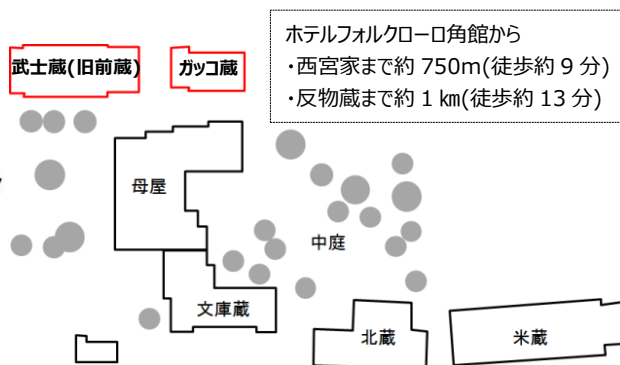 ホテルフォルクローロ角館から
・西宮家まで約 750m(徒歩約 9 分)
・反物蔵まで約 1 ㎞(徒歩約 13 分)
武士蔵(旧前蔵)
ガッコ蔵
母屋
中庭
文庫蔵
北蔵
米蔵